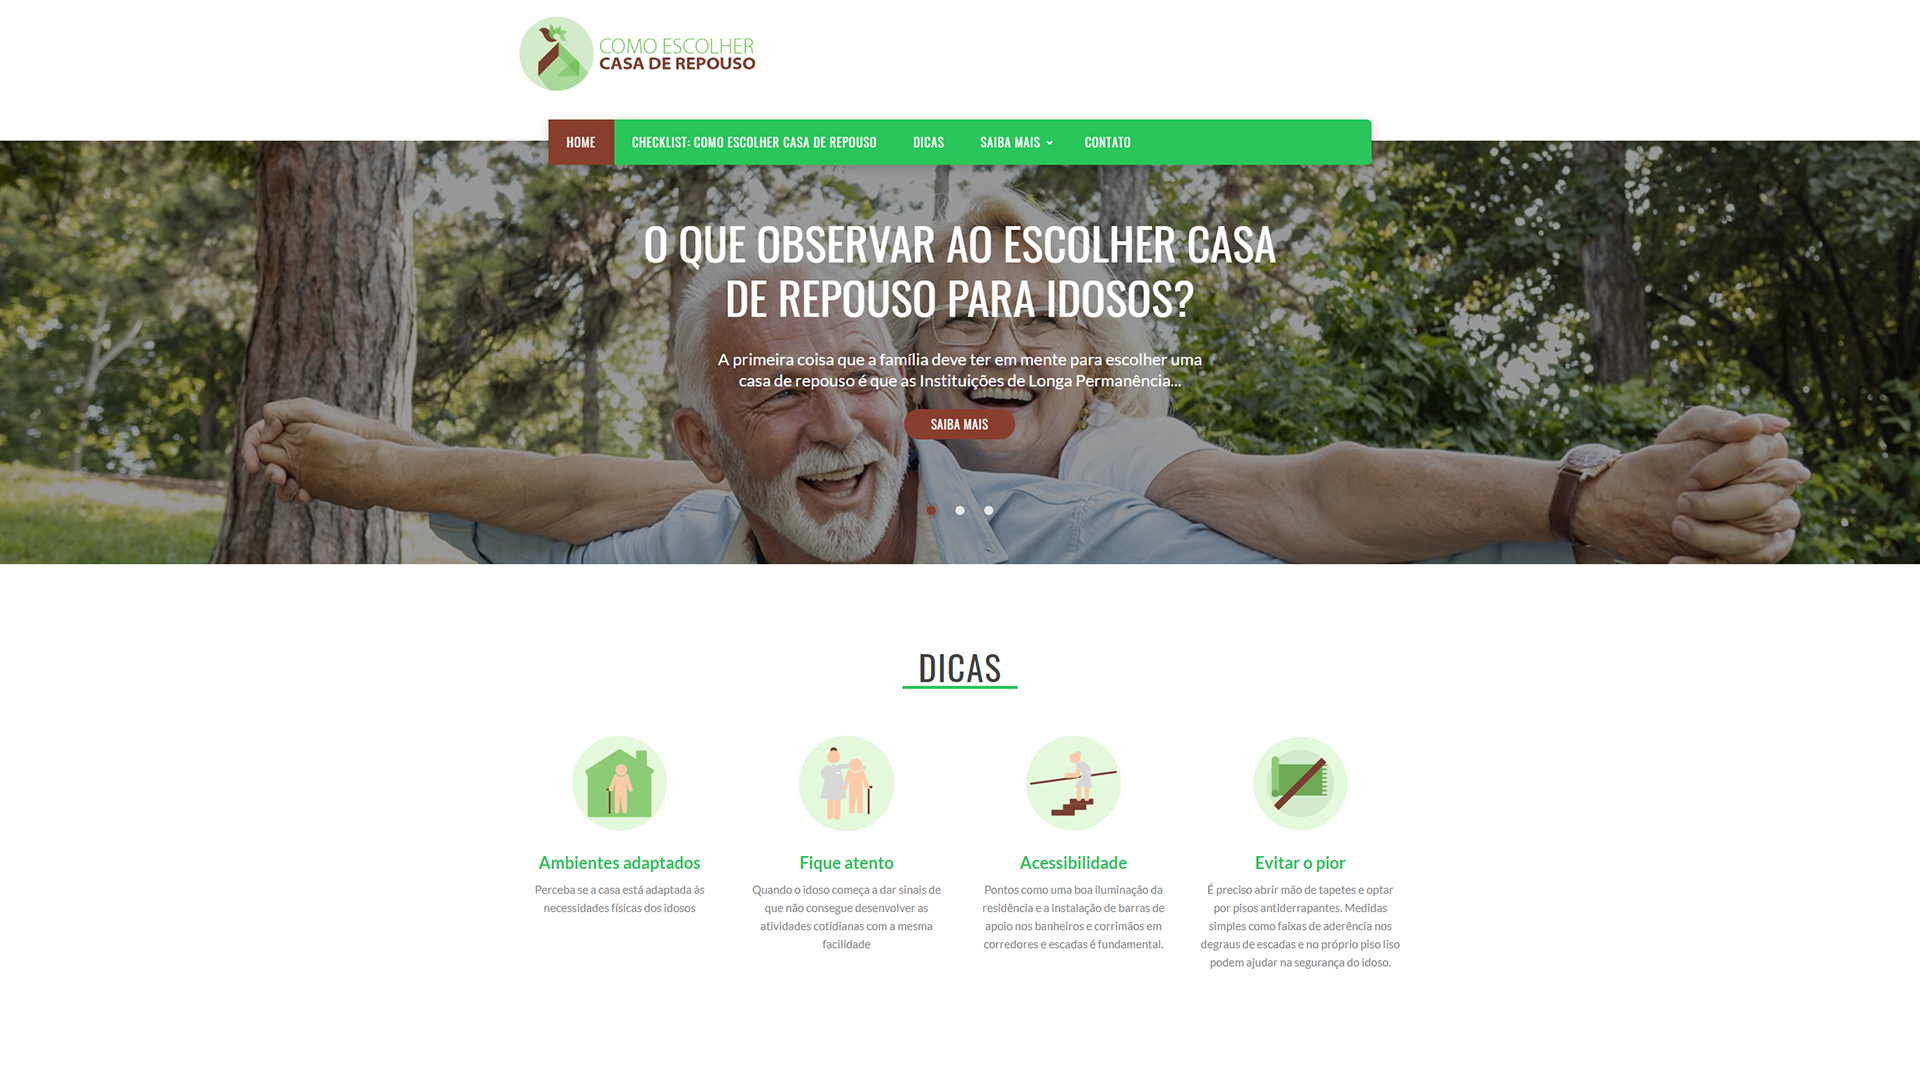 COMO ESCOLHER
CASA DE REPOUSO
HOME
CHECKLIST: COMO ESCOLHER CASA DE REPOUSO
DICAS
SAIBA MAIS
CONTATO
O QUE OBSERVAR AO ESCOLHER CASA
DE REPOUSO PARA IDOSOS?
A primeira coisa que a família deve ter em mente para escolher uma
casa de repouso é que as Instituições de Longa Permanência...
SAIBA MAIS
DICAS
Ambientes adaptados
Perceba se a casa está adaptada às
necessidades físicas dos idosos
Fique atento
Quando o idoso começa a dar sinais de
que não consegue desenvolver as
atividades cotidianas com a mesma
facilidade
Acessibilidade
Pontos como uma boa iluminação da
residência e a instalação de barras de
apoio nos banheiros e corrimãos em
corredores e escadas é fundamental.
Evitar o pior
É preciso abrir mão de tapetes e optar
por pisos antiderrapantes. Medidas
simples como faixas de aderência nos
degraus de escadas e no próprio piso liso
podem ajudar na segurança do idoso.